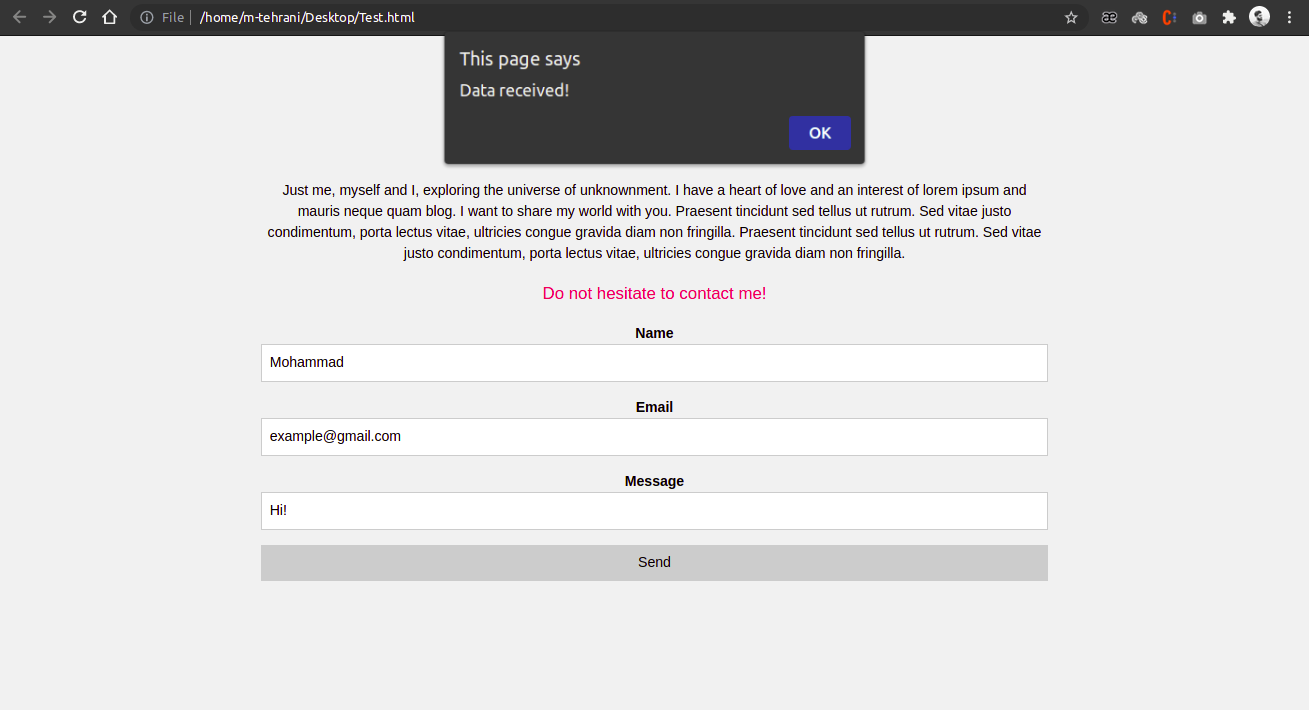 File | /home/m-tehrani/Desktop/Test.html
This page says
Data received!
OK
Just me, myself and I, exploring the universe of unknownment. I have a heart of love and an interest of lorem ipsum and
mauris neque quam blog. I want to share my world with you. Praesent tincidunt sed tellus ut rutrum. Sed vitae justo
condimentum, porta lectus vitae, ultricies congue gravida diam non fringilla. Praesent tincidunt sed tellus ut rutrum. Sed vitae
justo condimentum, porta lectus vitae, ultricies congue gravida diam non fringilla.
Do not hesitate to contact me!
Name
Mohammad
Email
example@gmail.com
Message
Hi!
Send